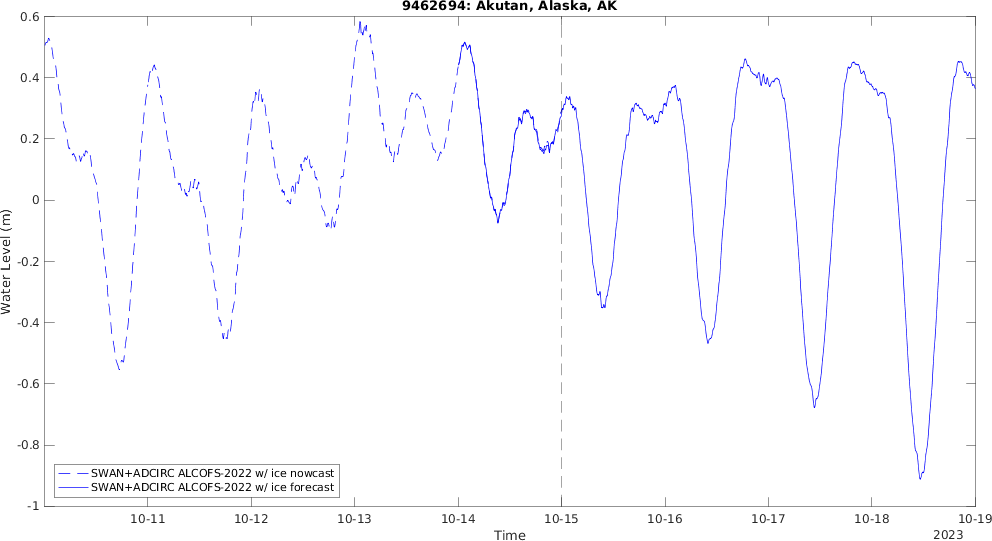 9462694: Akutan, Alaska, AK
0.6
0.4
0.2
0
-0.2
-0.4
-0.6
-0.8
-1
Water Level (m)
SWAN+ADCIRC ALCOFS-2022 w/ ice nowcast
SWAN+ADCIRC ALCOFS-2022 w/ ice forecast
10-11 10-12 10-13 10-14 10-15 10-16 10-17 10-18 10-19
Time
2023